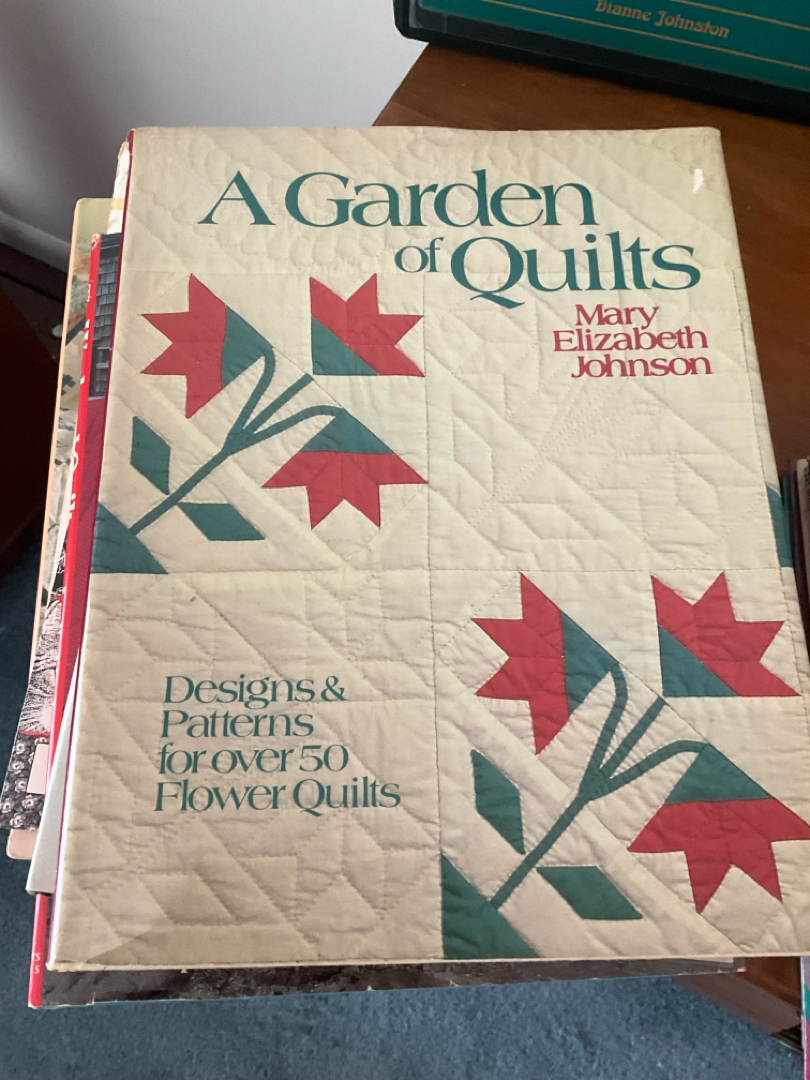 Dianne Johnston
A Garden
of Quilts
Mary
Elizabeth
Johnson
Designs &
Patterns
for over 50
Flower Quilts